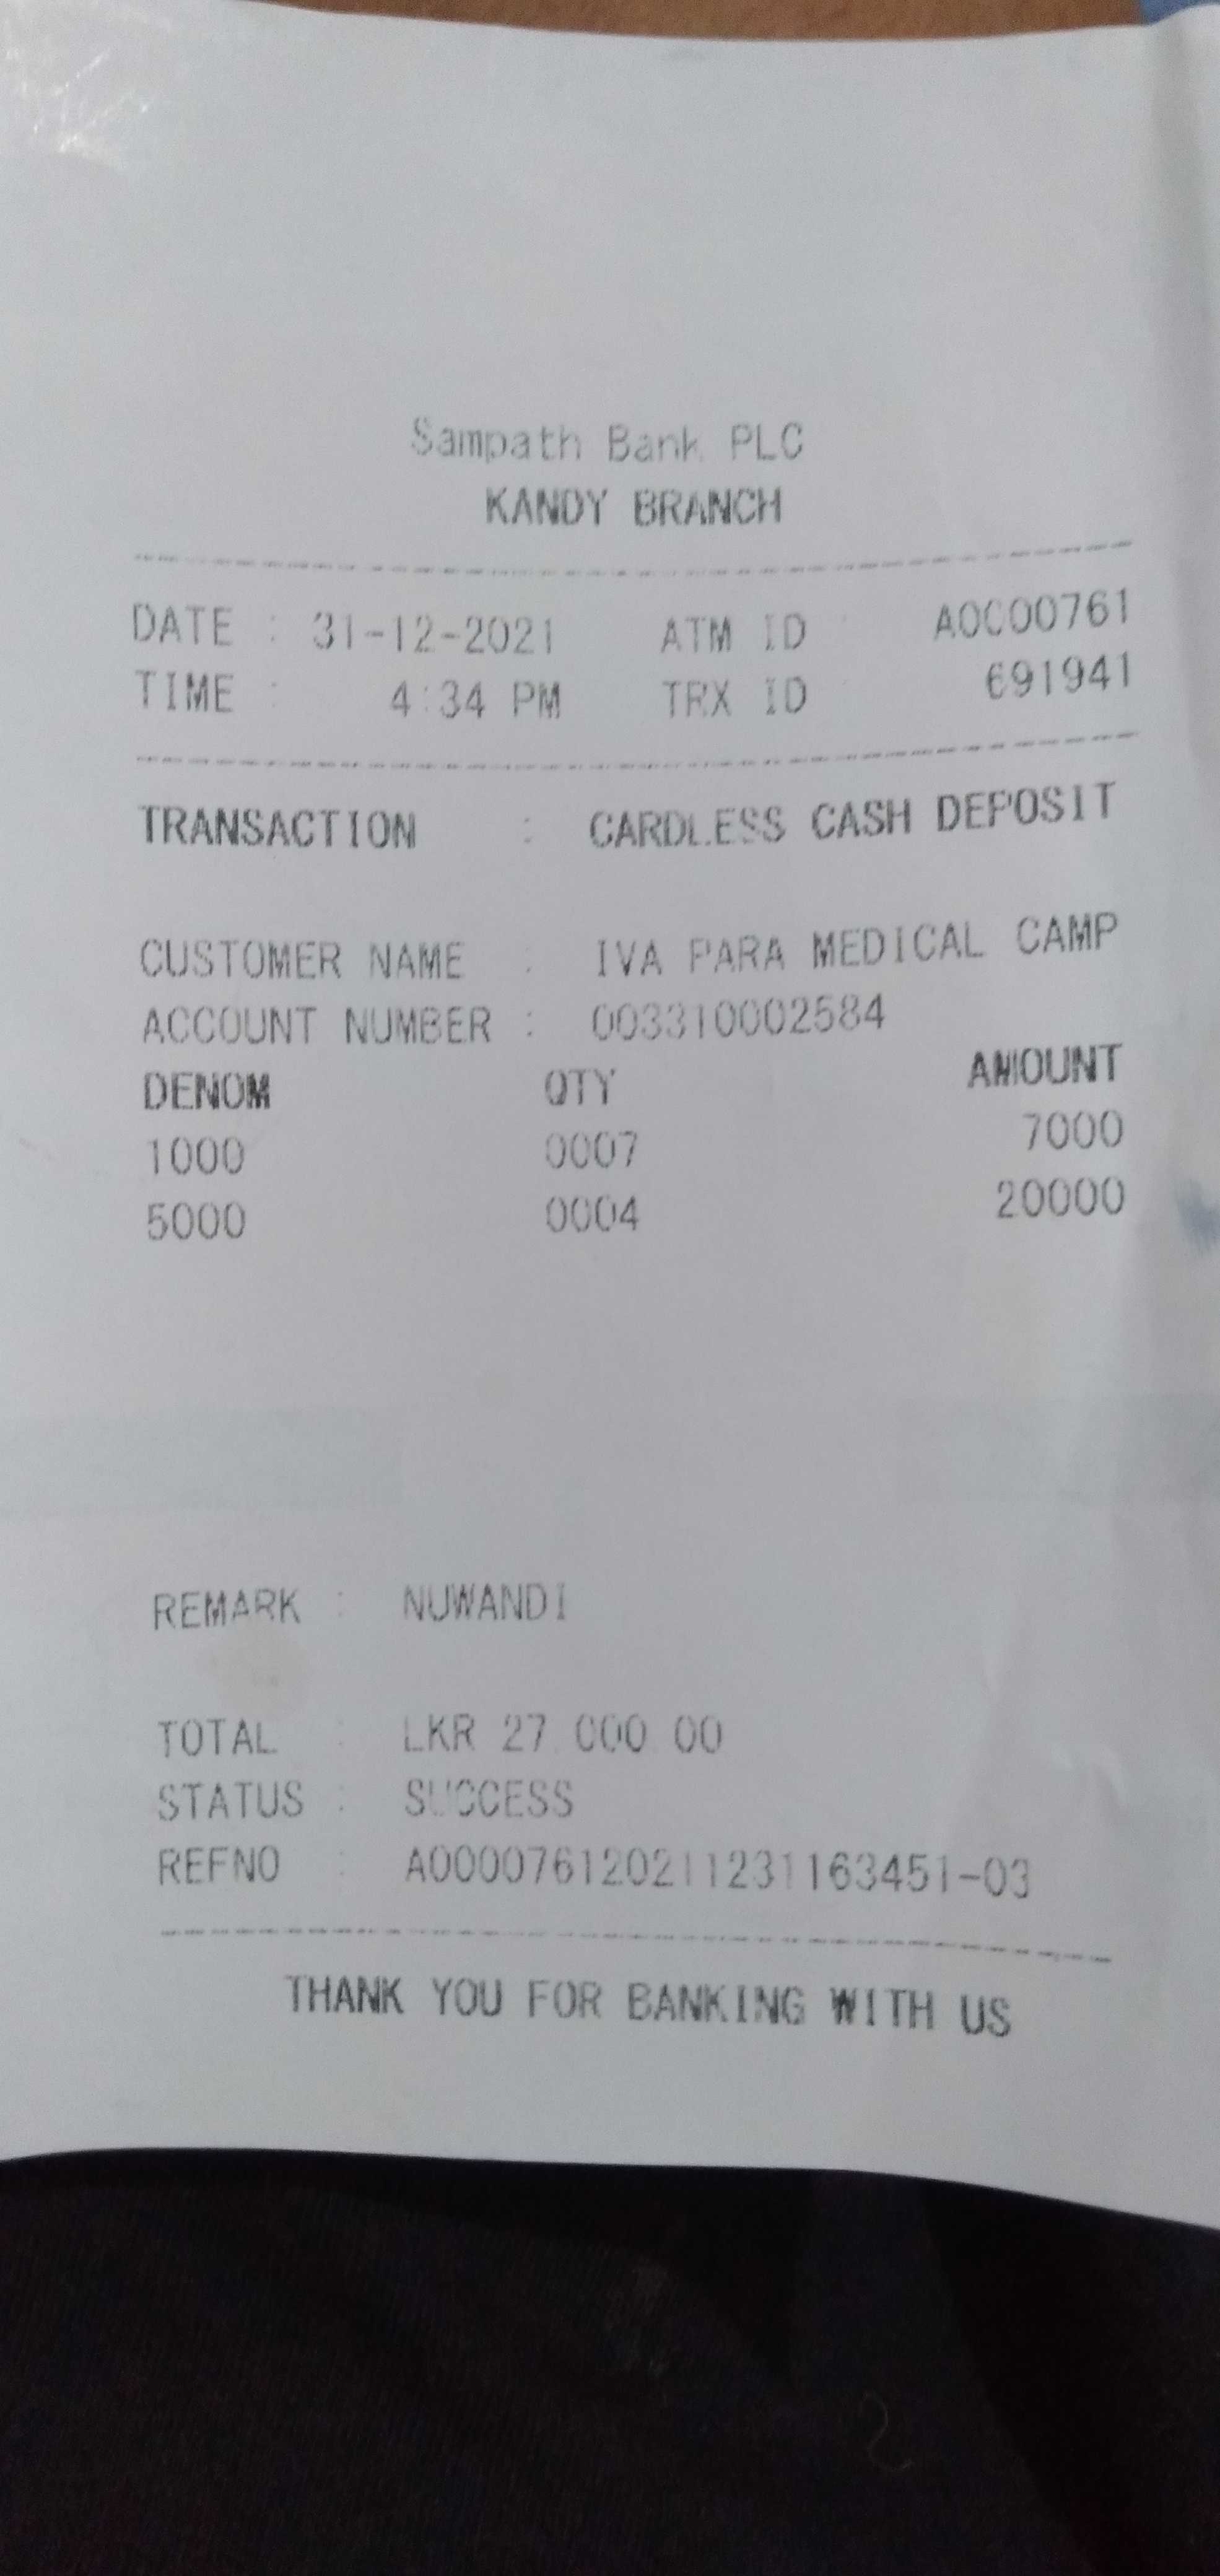 Sampath Bank PLC
KANDY BRANCH
DATE : 31-12-2021 ATM ID : A0000761
TIME : 4:34 PM TRX ID : 691941
TRANSACTION : CARDLESS CASH DEPOSIT
CUSTOMER NAME : IVA PARA MEDICAL CAMP
ACCOUNT NUMBER : 003310002584
DENOM QTY AMOUNT
1000 0007 7000
5000 0004 20000
REMARK : NUWANDI
TOTAL : LKR 27,000.00
STATUS : SUCCESS
REFNO : A000076120211231163451-03
THANK YOU FOR BANKING WITH US